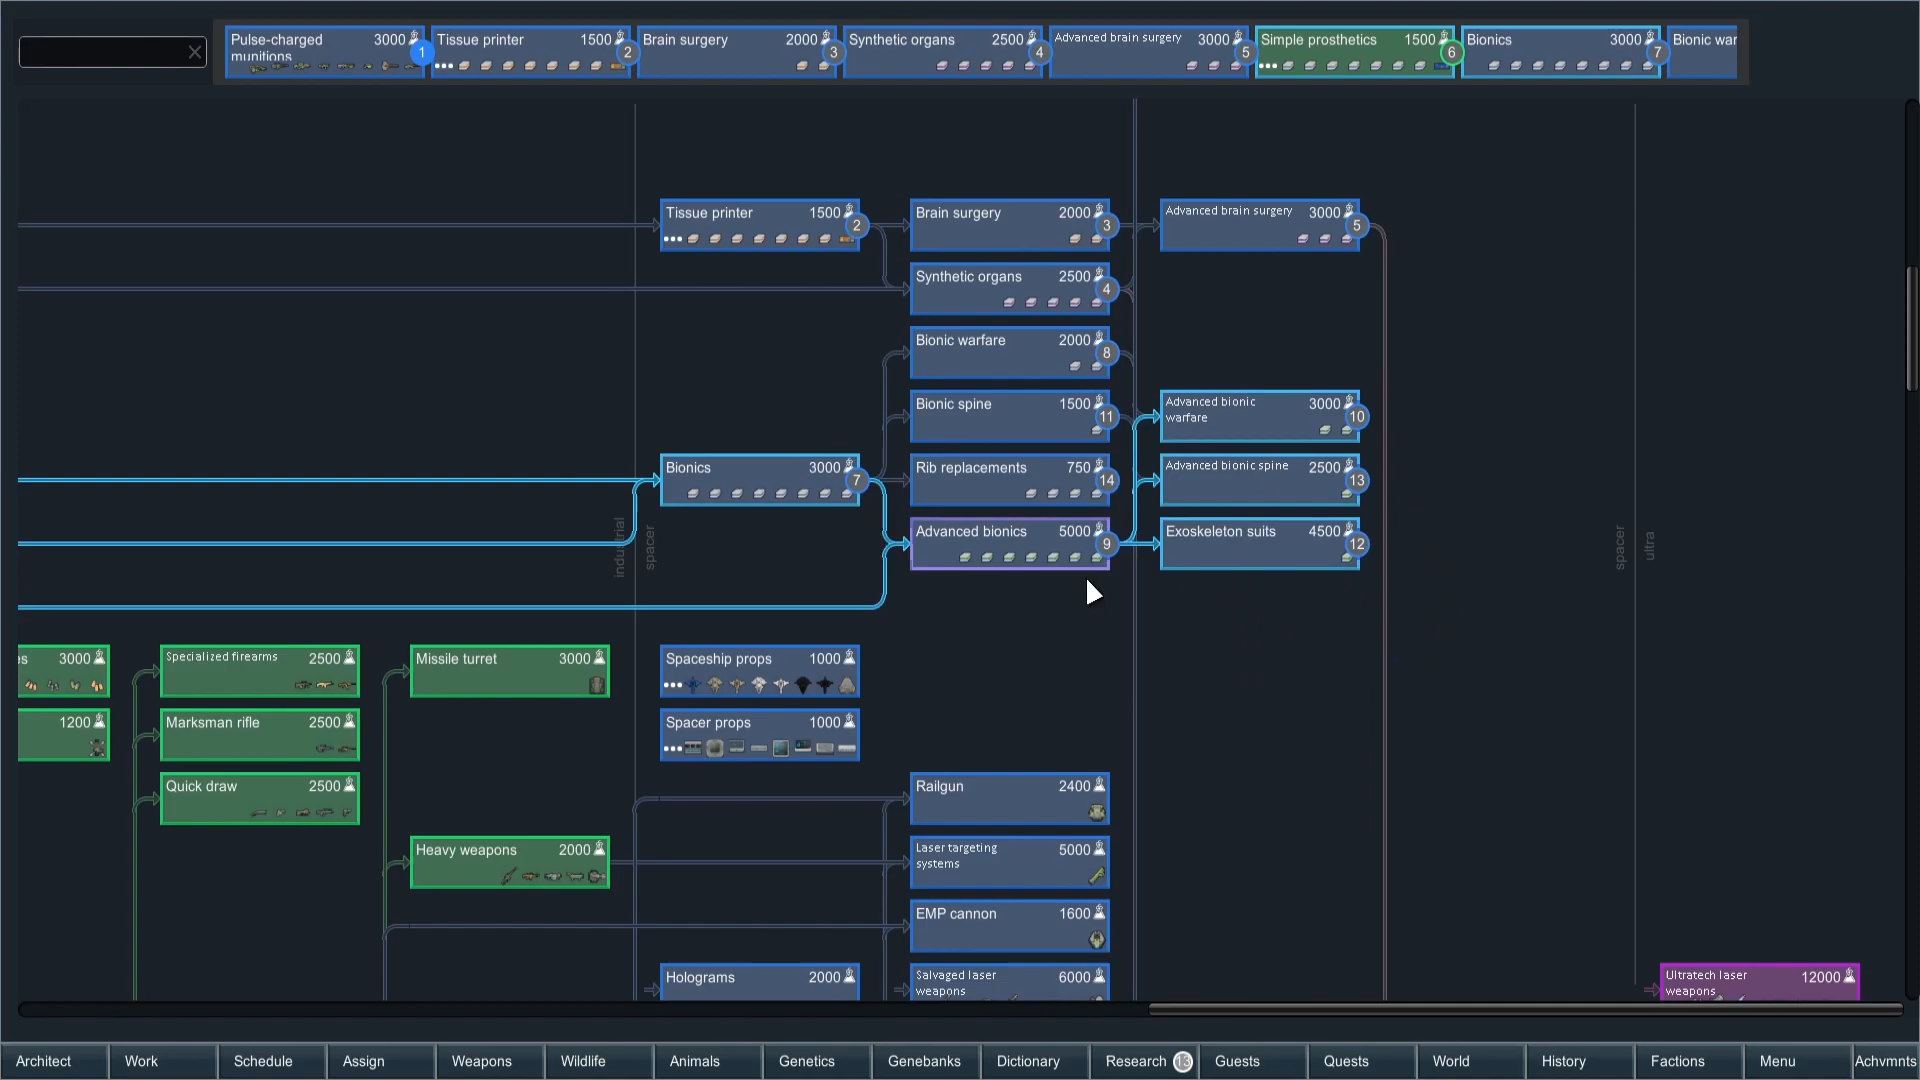 Pulse-charged munitions 3000 1
Tissue printer 1500 2
Brain surgery 2000 3
Synthetic organs 2500 4
Advanced brain surgery 3000 5
Simple prosthetics 1500 6
Bionics 3000 7
Bionic war
Tissue printer 1500 2
Brain surgery 2000 3
Advanced brain surgery 3000 5
Synthetic organs 2500 4
Bionic warfare 2000 8
Bionic spine 1500 11
Advanced bionic warfare 3000 10
Bionics 3000 7
Rib replacements 750 14
Advanced bionic spine 2500 13
Advanced bionics 5000 9
Exoskeleton suits 4500 12
industrial
spacer
spacer
ultra
es 3000
Specialized firearms 2500
Missile turret 3000
Spaceship props 1000
1200
Marksman rifle 2500
Spacer props 1000
Quick draw 2500
Railgun 2400
Heavy weapons 2000
Laser targeting systems 5000
EMP cannon 1600
Holograms 2000
Salvaged laser weapons 6000
Ultratech laser weapons 12000
Architect
Work
Schedule
Assign
Weapons
Wildlife
Animals
Genetics
Genebanks
Dictionary
Research 13
Guests
Quests
World
History
Factions
Menu
Achvmnts